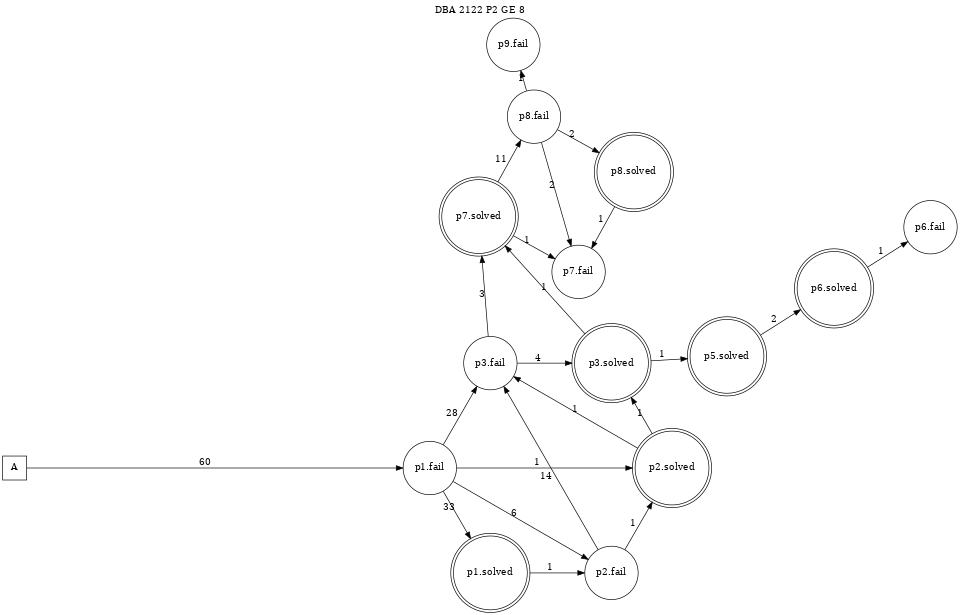 DBA 2122 P2 GE 8
p9.fail
1
p8.fail
2
p8.solved
11
2
p7.solved
1
1
p7.fail
p6.fail
1
p6.solved
3
1
2
p3.fail
4
p3.solved
1
p5.solved
28
1
1
A
60
p1.fail
1
p2.solved
14
33
6
1
p1.solved
1
p2.fail